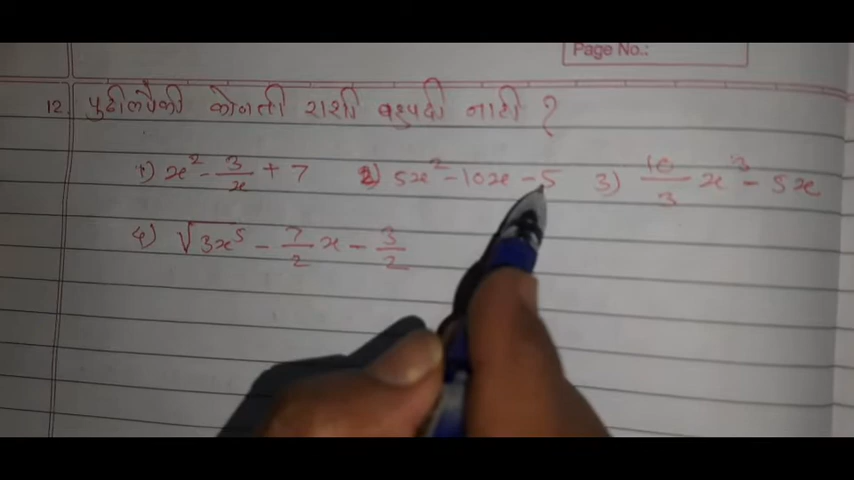 Page No.:
12. पुढीलपैकी कोणती राशी बहुपदी नाही ?
1) x² - 3/x + 7 2) 5x² - 10x - 5 3) 10/3 x³ - 5x
4) √3x⁵ - 7/2 x - 3/2